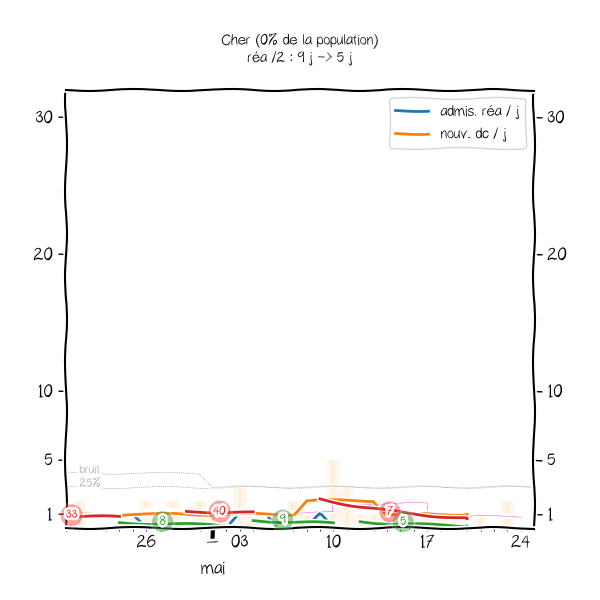 Cher (0% de la population)
réa /2 : 9 j -> 5 j
admis. réa / j
nouv. dc / j
30 30
20 20
10 10
5 5
bruit
25%
1 1
33 8 40 9 7 5
26 1 03 10 17 24
mai